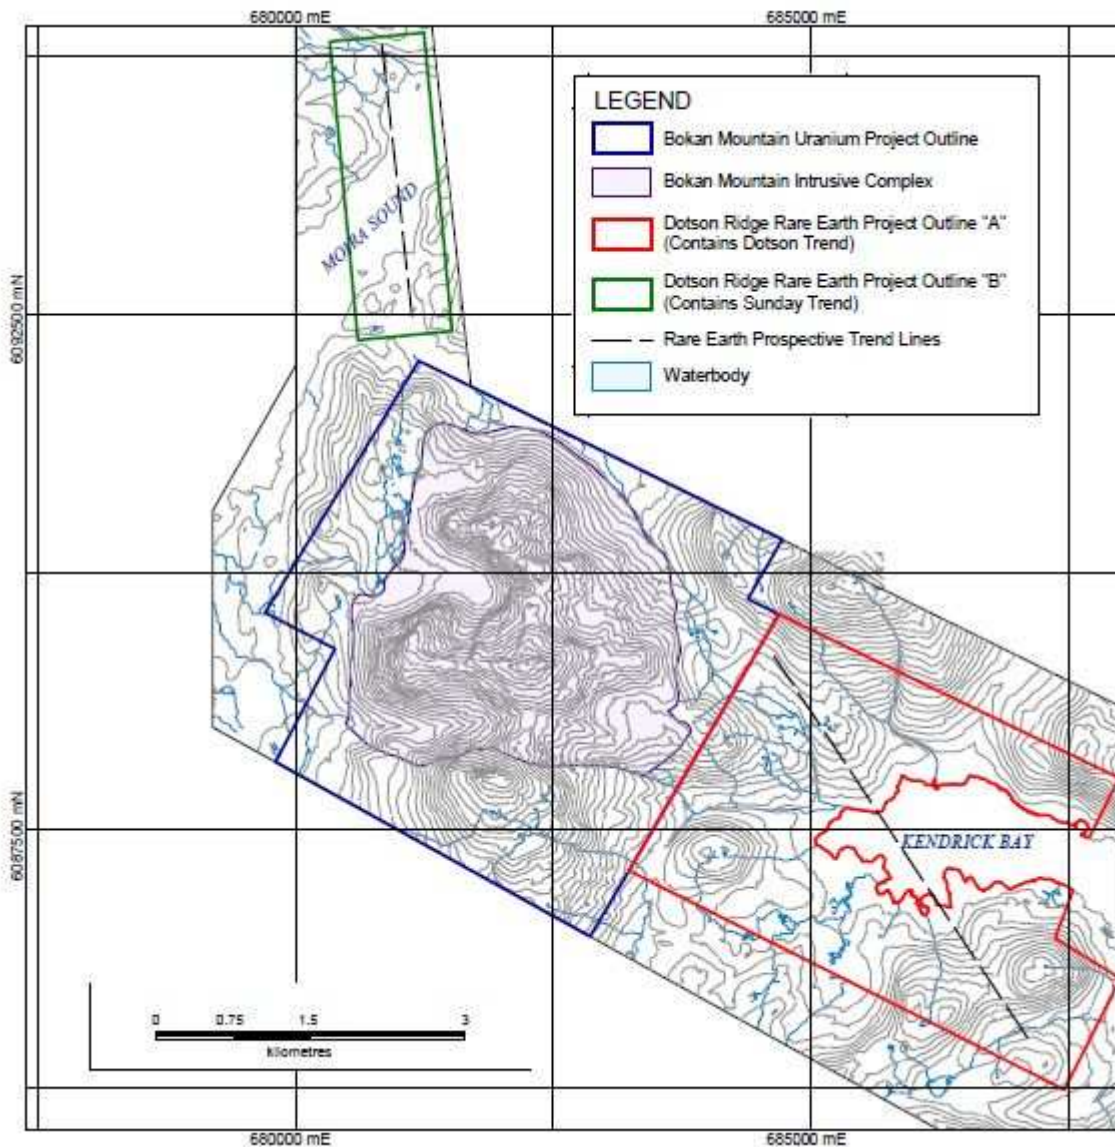 680000 mE
685000 mE
LEGEND
Bokan Mountain Uranium Project Outline
Bokan Mountain Intrusive Complex
Dotson Ridge Rare Earth Project Outline "A"
(Contains Dotson Trend)
Dotson Ridge Rare Earth Project Outline "B"
(Contains Sunday Trend)
Rare Earth Prospective Trend Lines
Waterbody
MOIRA SOUND
6092500 mN
6087500 mN
KENDRICK BAY
0 0.75 1.5 3
kilometres
680000 mE
685000 mE